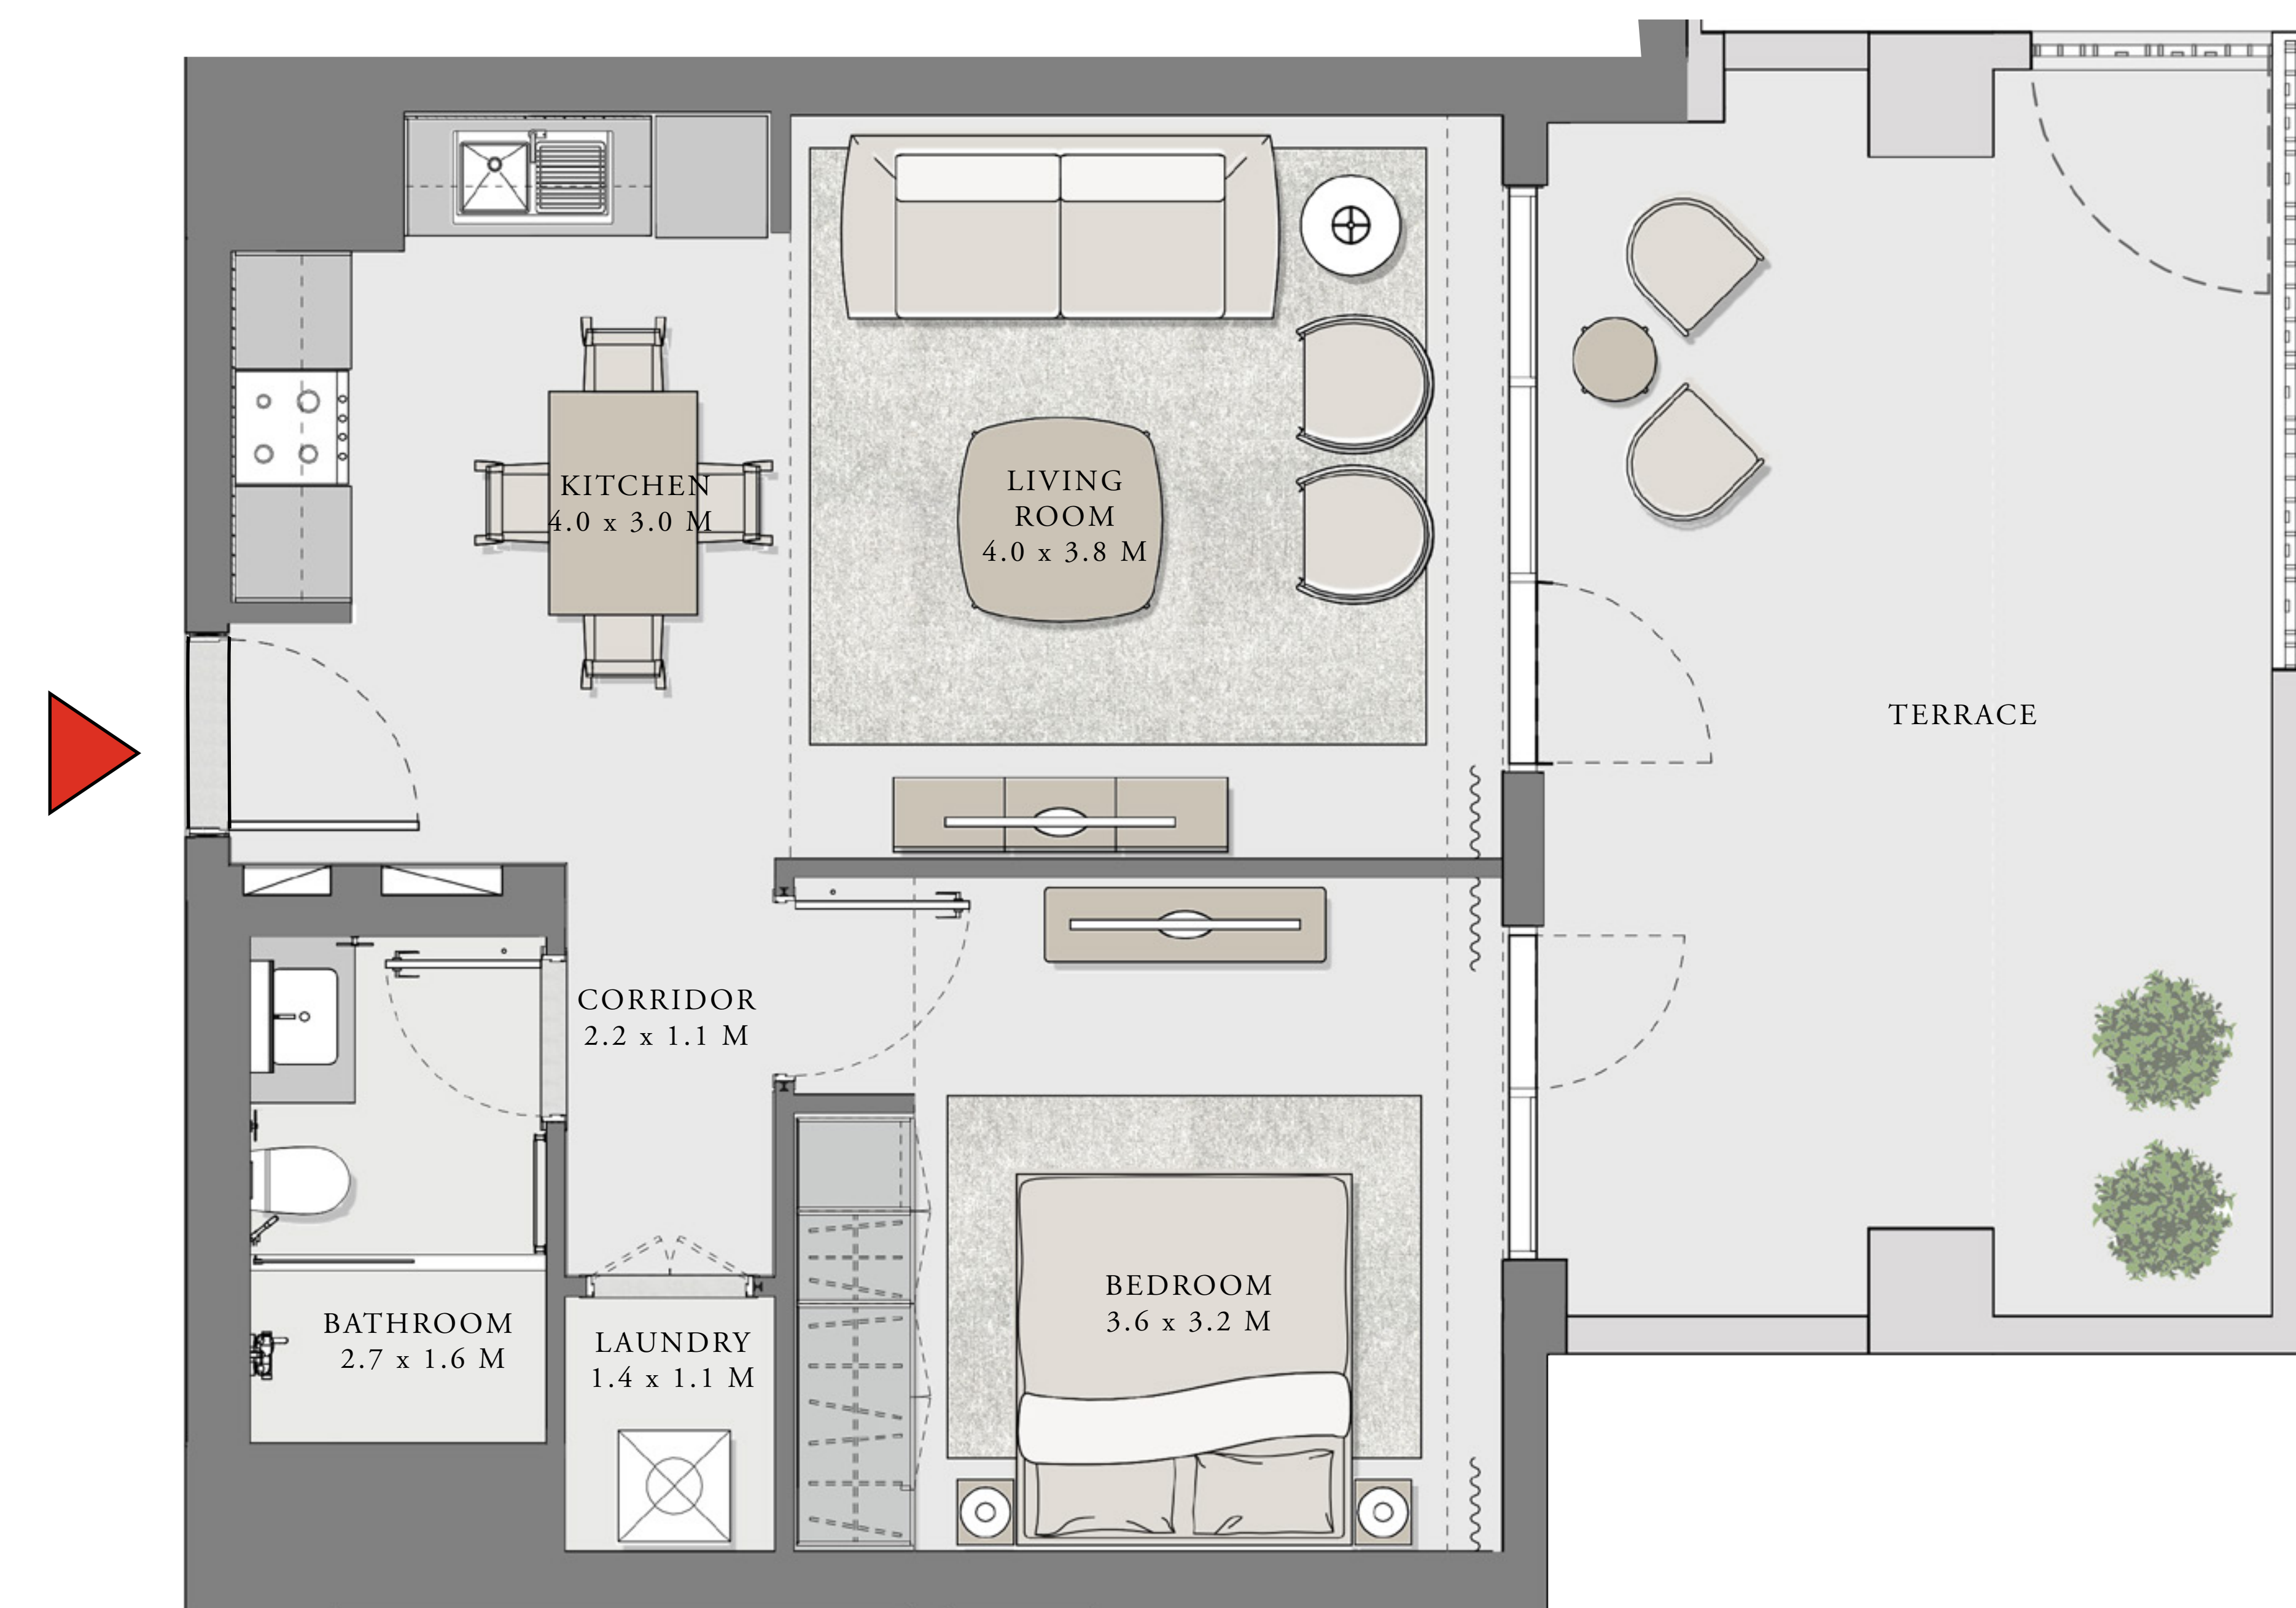 KITCHEN
4.0 x 3.0 M
LIVING
ROOM
4.0 x 3.8 M
TERRACE
CORRIDOR
2.2 x 1.1 M
BEDROOM
3.6 x 3.2 M
BATHROOM
2.7 x 1.6 M
LAUNDRY
1.4 x 1.1 M